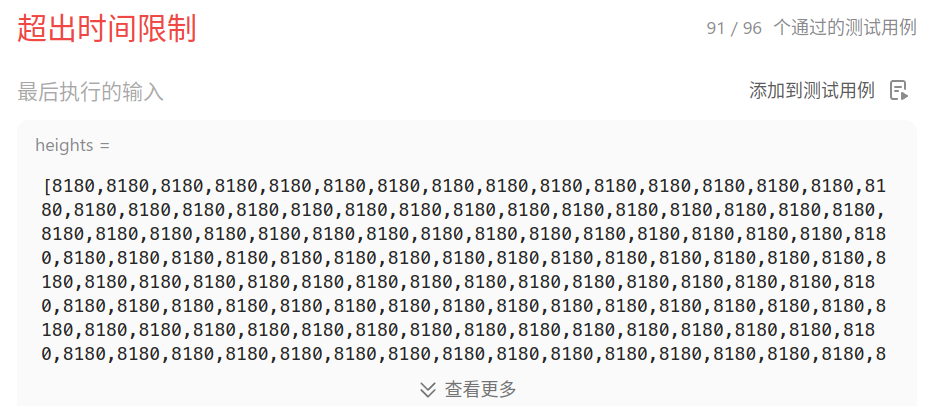 超出时间限制
91 / 96 个通过的测试用例
最后执行的输入
添加到测试用例
heights =
[8180,8180,8180,8180,8180,8180,8180,8180,8180,8180,8180,8180,8180,8180,8180,81
80,8180,8180,8180,8180,8180,8180,8180,8180,8180,8180,8180,8180,8180,8180,8180,
8180,8180,8180,8180,8180,8180,8180,8180,8180,8180,8180,8180,8180,8180,8180,818
0,8180,8180,8180,8180,8180,8180,8180,8180,8180,8180,8180,8180,8180,8180,8180,8
180,8180,8180,8180,8180,8180,8180,8180,8180,8180,8180,8180,8180,8180,8180,818
0,8180,8180,8180,8180,8180,8180,8180,8180,8180,8180,8180,8180,8180,8180,8180,8
180,8180,8180,8180,8180,8180,8180,8180,8180,8180,8180,8180,8180,8180,8180,818
0,8180,8180,8180,8180,8180,8180,8180,8180,8180,8180,8180,8180,8180,8180,8180,8
查看更多